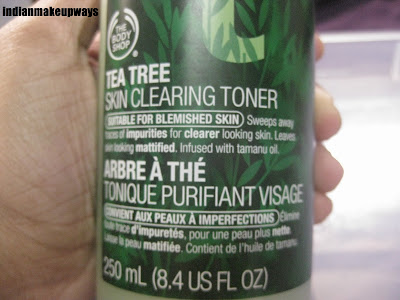 indianmakeupways
THE
BODY
SHOP®
TEA TREE
SKIN CLEARING TONER
SUITABLE FOR BLEMISHED SKIN Sweeps away
traces of impurities for clearer looking skin. Leaves
skin looking mattified. Infused with tamanu oil.
ARBRE À THÉ
TONIQUE PURIFIANT VISAGE
CONVIENT AUX PEAUX À IMPERFECTIONS Élimine
toute trace d'impuretés, pour une peau plus nette.
Laisse la peau matifiée. Contient de l'huile de tamanu.
250 mL (8.4 US FL OZ)